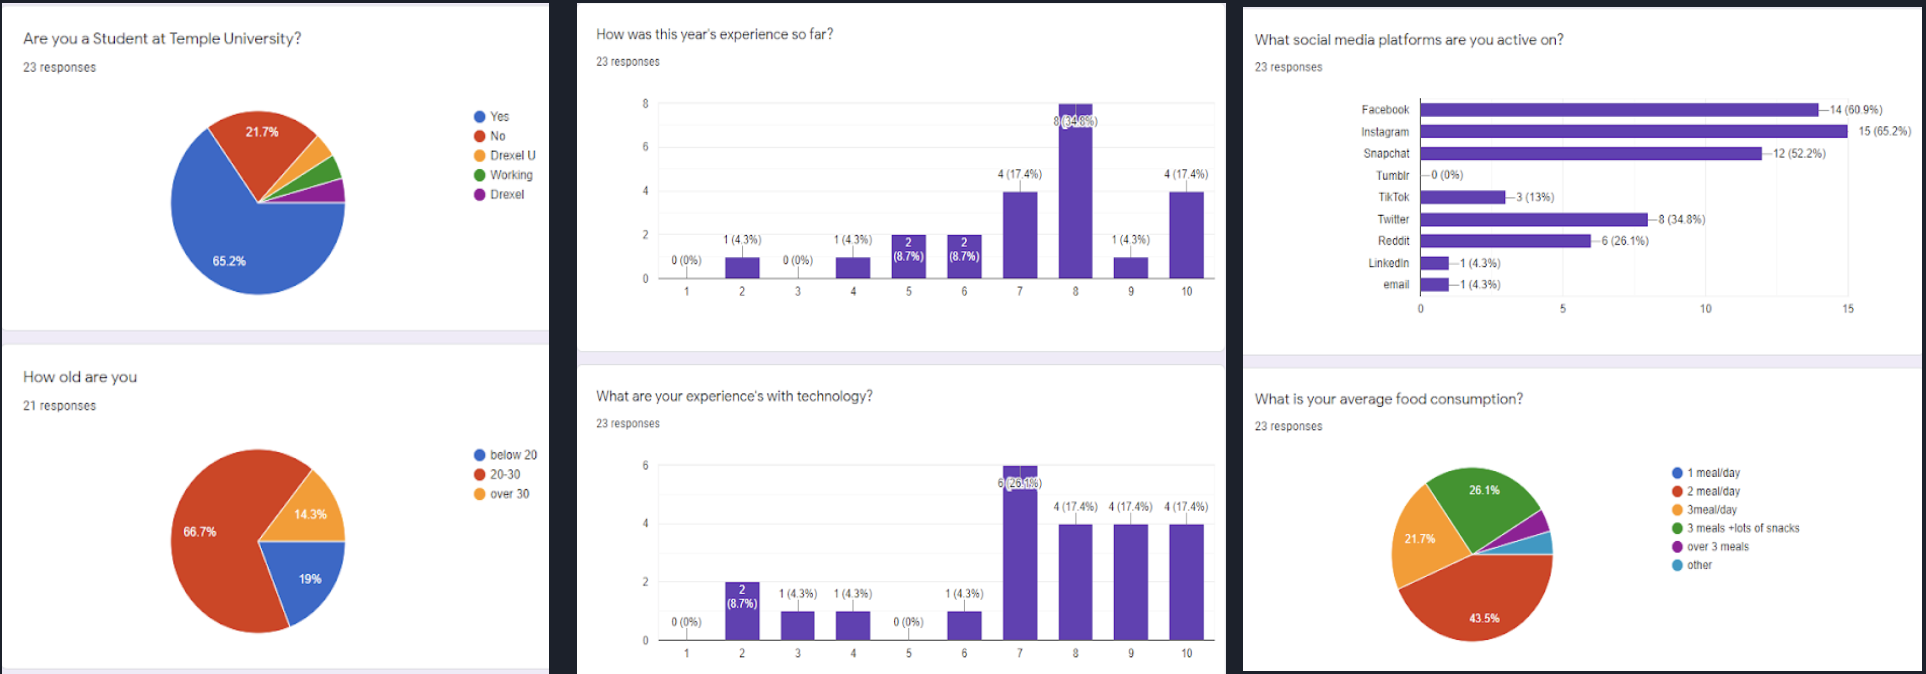 Are you a Student at Temple University?
23 responses
21.7%
65.2%
Yes
No
Drexel U
Working
Drexel
How old are you
21 responses
66.7%
14.3%
19%
below 20
20-30
over 30
How was this year's experience so far?
23 responses
8
6
4
2
0
0 (0%)
1 (4.3%)
0 (0%)
1 (4.3%)
2
(8.7%)
2
(8.7%)
4 (17.4%)
8 (34.8%)
1 (4.3%)
4 (17.4%)
1 2 3 4 5 6 7 8 9 10
What are your experience's with technology?
23 responses
6
4
2
0
0 (0%)
2
(8.7%)
1 (4.3%)
1 (4.3%)
0 (0%)
1 (4.3%)
6 (26.1%)
4 (17.4%)
4 (17.4%)
4 (17.4%)
1 2 3 4 5 6 7 8 9 10
What social media platforms are you active on?
23 responses
Facebook 14 (60.9%)
Instagram 15 (65.2%)
Snapchat 12 (52.2%)
Tumblr 0 (0%)
TikTok 3 (13%)
Twitter 8 (34.8%)
Reddit 6 (26.1%)
LinkedIn 1 (4.3%)
email 1 (4.3%)
0 5 10 15
What is your average food consumption?
23 responses
26.1%
21.7%
43.5%
1 meal/day
2 meal/day
3meal/day
3 meals +lots of snacks
over 3 meals
other